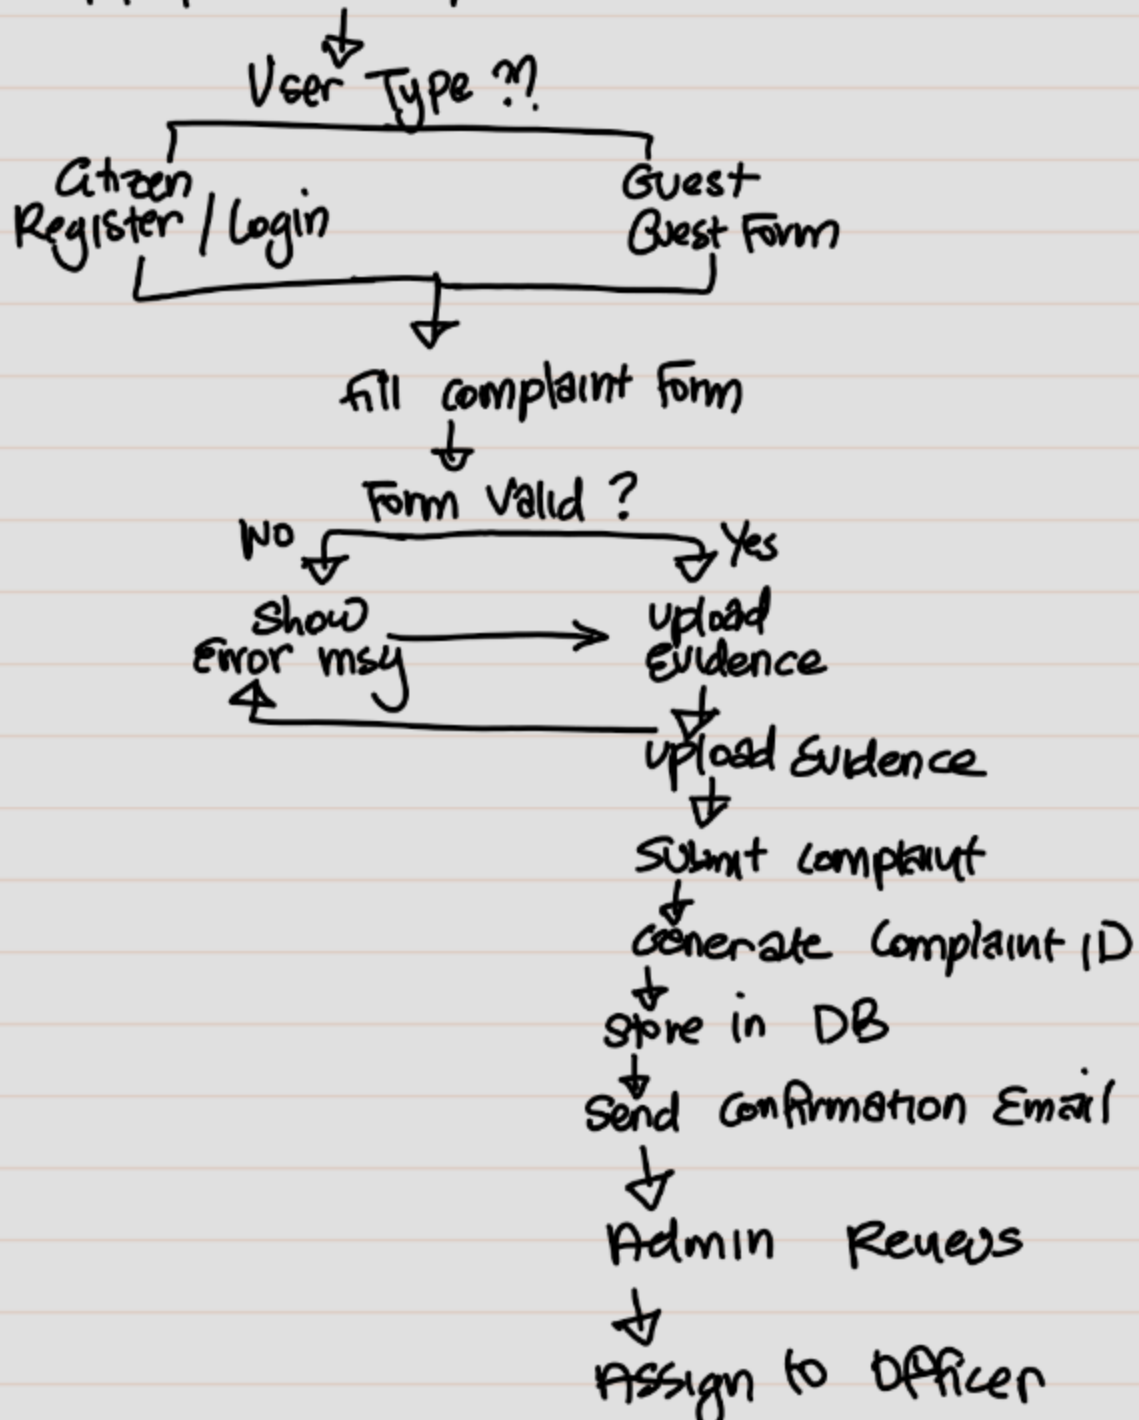 User Type ??
Citizen
Register / Login
Guest
Guest Form
Fill complaint Form
Form Valid ?
No
Yes
Show
Error msg
upload
Evidence
upload Evidence
Submit complaint
Generate Complaint ID
Store in DB
Send Confirmation Email
Admin Reviews
Assign to Officer